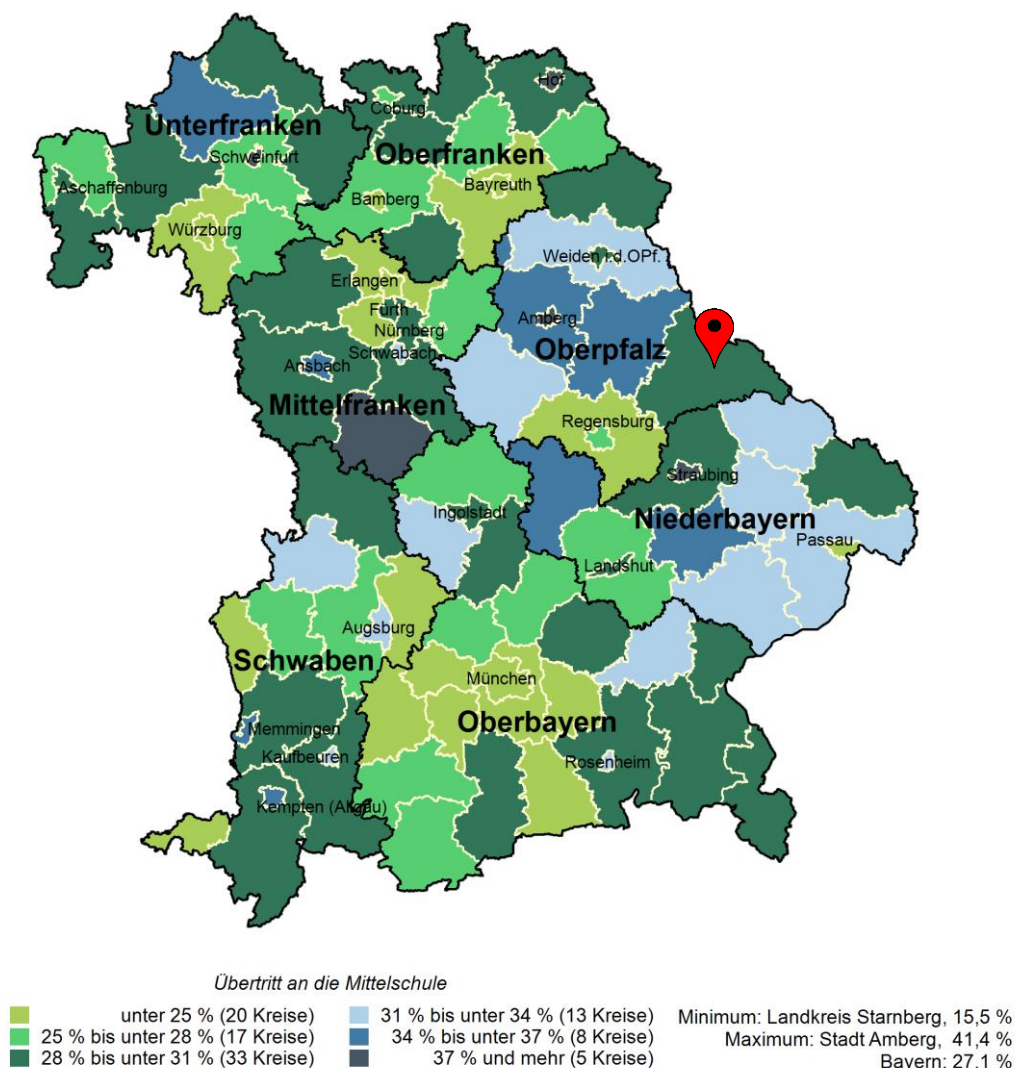 Hof
Coburg
Unterfranken
Oberfranken
Schweinfurt
Aschaffenburg
Bayreuth
Bamberg
Würzburg
Weiden i.d.OPf.
Erlangen
Fürth
Amberg
Nürnberg
Oberpfalz
Schwabach
Ansbach
Mittelfranken
Regensburg
Straubing
Ingolstadt
Niederbayern
Passau
Landshut
Augsburg
Schwaben
München
Oberbayern
Memmingen
Kaufbeuren
Rosenheim
Kempten (Allgäu)
Übertritt an die Mittelschule
unter 25 % (20 Kreise)
25 % bis unter 28 % (17 Kreise)
28 % bis unter 31 % (33 Kreise)
31 % bis unter 34 % (13 Kreise)
34 % bis unter 37 % (8 Kreise)
37 % und mehr (5 Kreise)
Minimum: Landkreis Starnberg, 15,5 %
Maximum: Stadt Amberg, 41,4 %
Bayern: 27,1 %